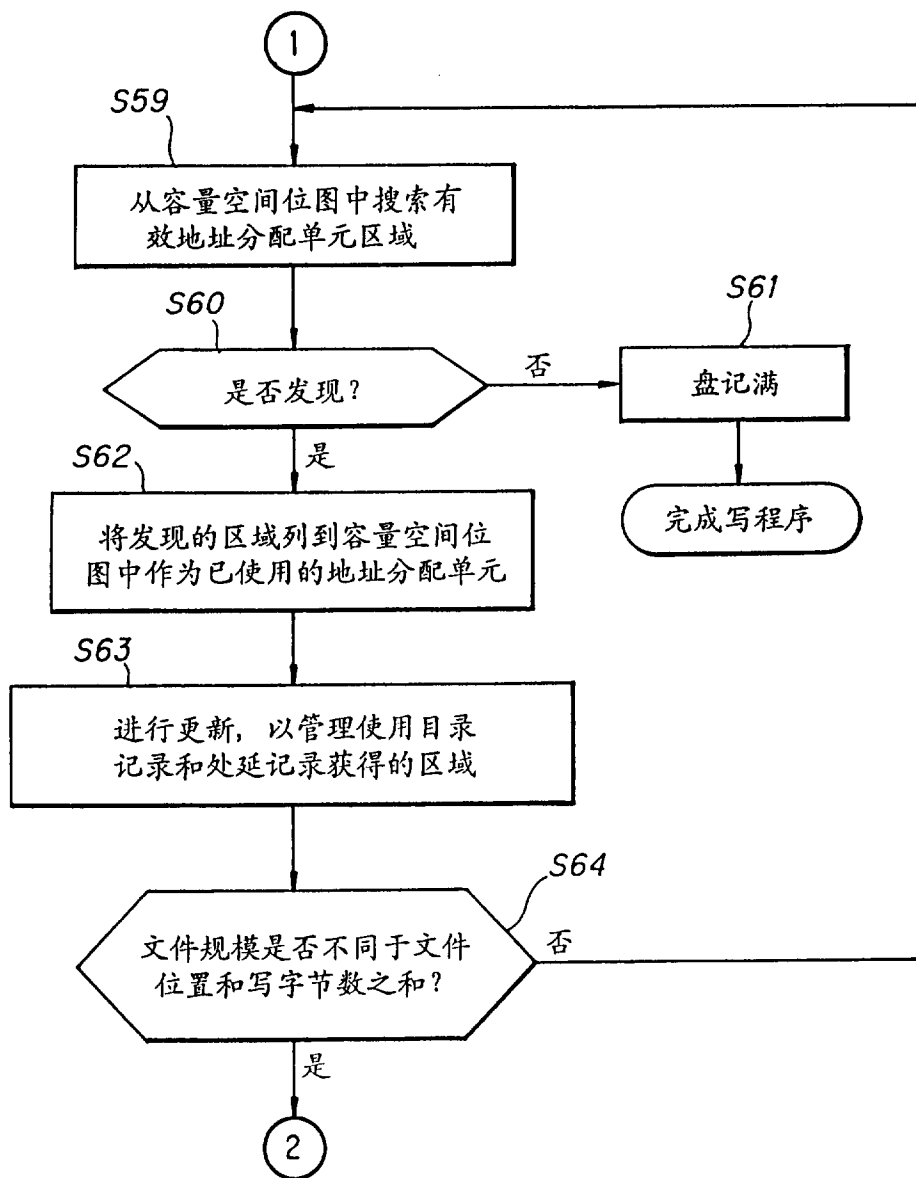 1
S59
从容量空间位图中搜索有
效地址分配单元区域
S60
是否发现？
否
S61
盘记满
完成写程序
是
S62
将发现的区域列到容量空间位
图中作为已使用的地址分配单元
S63
进行更新，以管理使用目录
记录和处延记录获得的区域
S64
文件规模是否不同于文件
位置和写字节数之和？
否
是
2